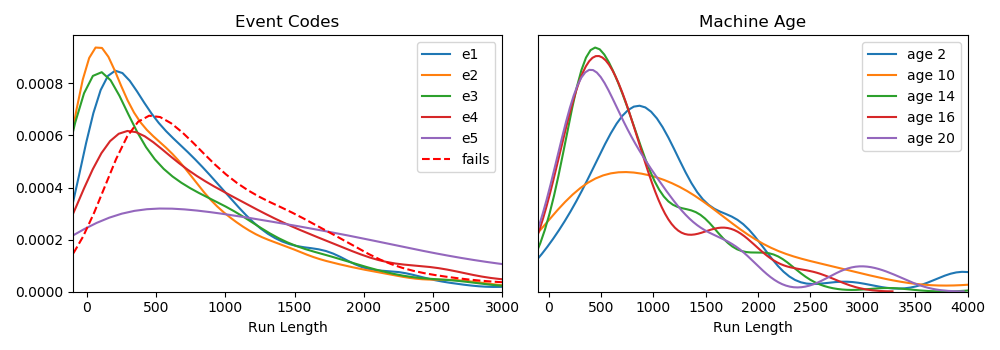 Event Codes
0.0008
0.0006
0.0004
0.0002
0.0000
0 500 1000 1500 2000 2500 3000
Run Length
e1
e2
e3
e4
e5
fails
Machine Age
0 500 1000 1500 2000 2500 3000 3500 4000
Run Length
age 2
age 10
age 14
age 16
age 20